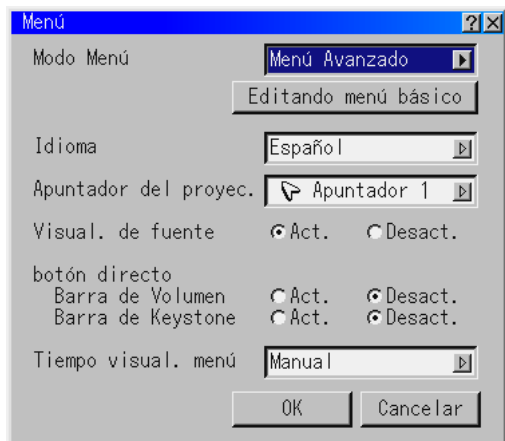 Menú
Modo Menú Menú Avanzado
Editando menú básico
Idioma Español
Apuntador del proyec. Apuntador 1
Visual. de fuente Act. Desact.
botón directo
Barra de Volumen Act. Desact.
Barra de Keystone Act. Desact.
Tiempo visual. menú Manual
OK Cancelar